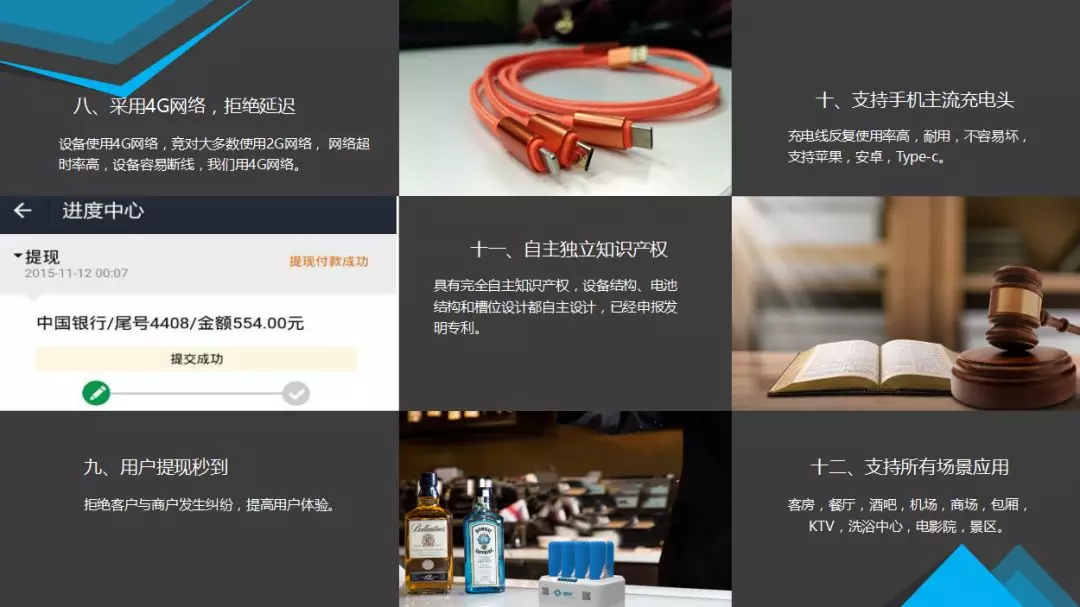 八、采用4G网络，拒绝延迟
设备使用4G网络，竞对大多数使用2G网络， 网络超
时率高，设备容易断线，我们用4G网络。
十、支持手机主流充电头
充电线反复使用率高，耐用，不容易坏，
支持苹果，安卓，Type-c。
进度中心
提现
2015-11-12 00:07
提现付款成功
中国银行/尾号4408/金额554.00元
提交成功
十一、自主独立知识产权
具有完全自主知识产权，设备结构、电池
结构和槽位设计都自主设计，已经申报发
明专利。
九、用户提现秒到
拒绝客户与商户发生纠纷，提高用户体验。
Ballantine's
BOMBAY
SAPPHIRE
十二、支持所有场景应用
客房，餐厅，酒吧，机场，商场，包厢，
KTV，洗浴中心，电影院，景区。